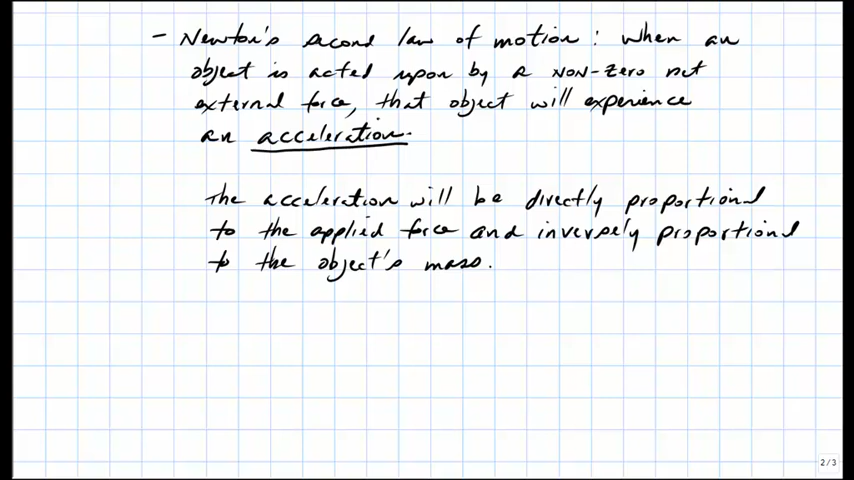 - Newton's second law of motion: when an
object is acted upon by a non-zero net
external force, that object will experience
an acceleration.
The acceleration will be directly proportional
to the applied force and inversely proportional
to the object's mass.
2/3